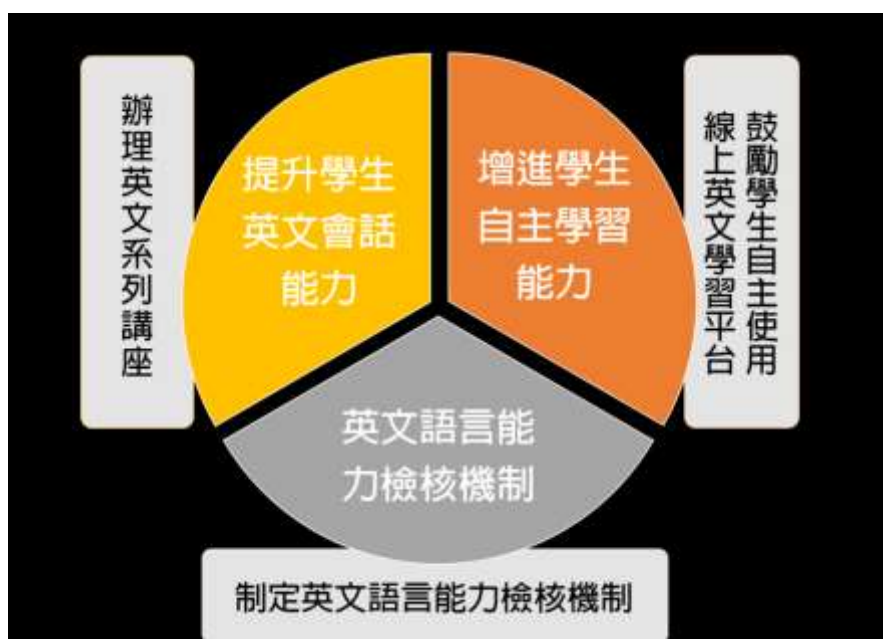 辦理英文系列講座
提升學生
英文會話
能力
增進學生
自主學習
能力
鼓勵學生自主使用
線上英文學習平台
英文語言能
力檢核機制
制定英文語言能力檢核機制